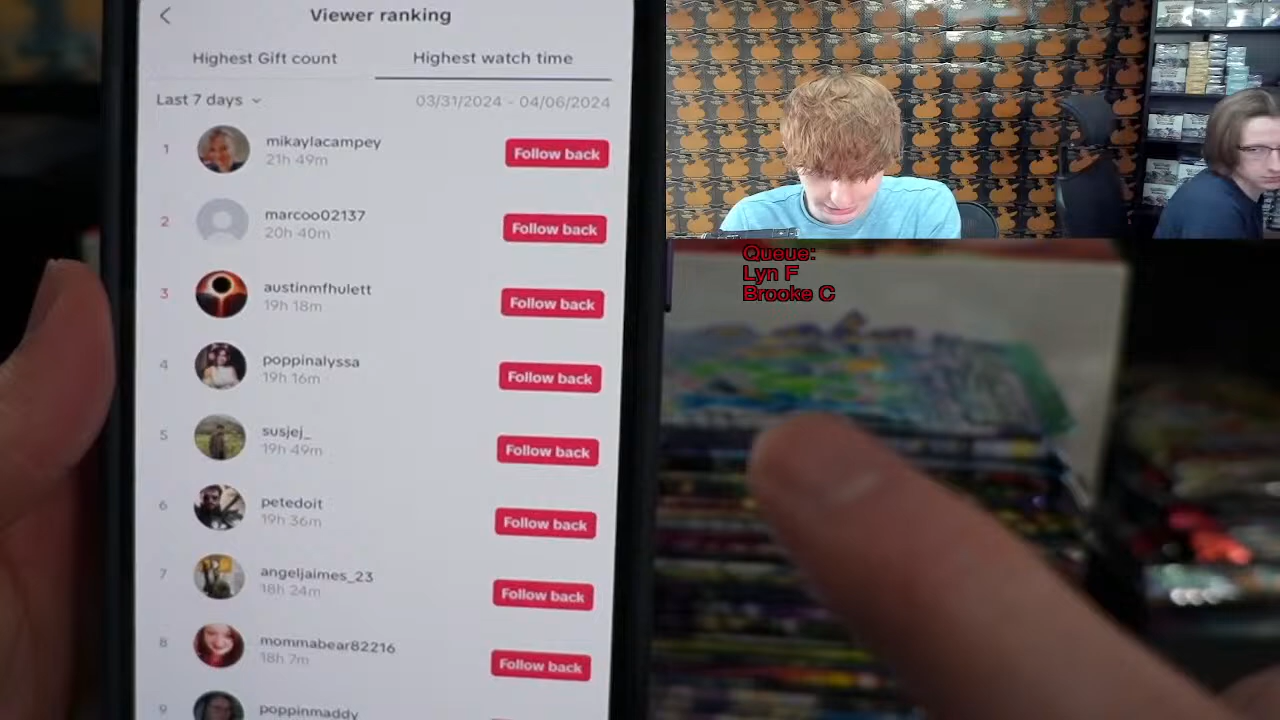 Viewer ranking
Highest Gift count
Highest watch time
Last 7 days
03/31/2024 - 04/06/2024
1
mikaylacampey
21h 49m
Follow back
2
marcoo02137
20h 40m
Follow back
3
austinmfhulett
19h 18m
Follow back
4
poppinalyssa
19h 16m
Follow back
5
susjej_
19h 49m
Follow back
6
petedoit
19h 36m
Follow back
7
angeljaimes_23
18h 24m
Follow back
8
mommabear82216
18h 7m
Follow back
9
poppinmaddy
Queue:
Lyn F
Brooke C